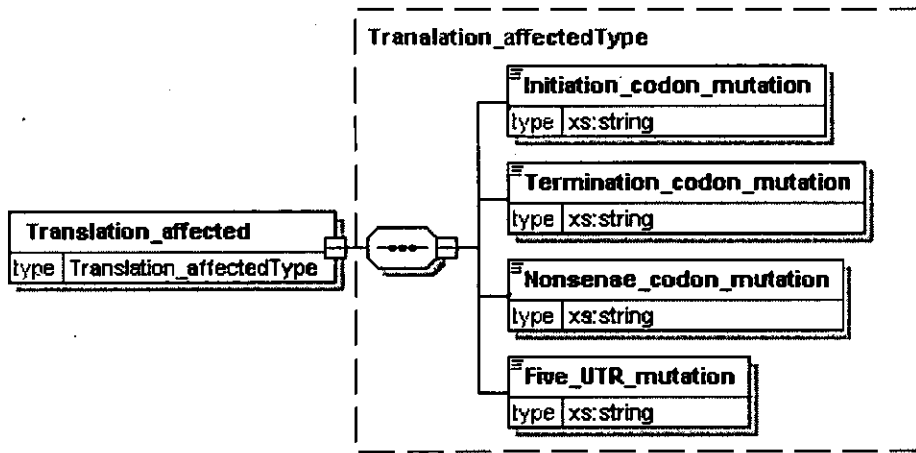 Tranlation_affectedType
Initiation_codon_mutation
type xs:string
Termination_codon_mutation
type xs:string
Translation_affected
type Translation_affectedType
Nonsense_codon_mutation
type xs:string
Five_UTR_mutation
type xs:string